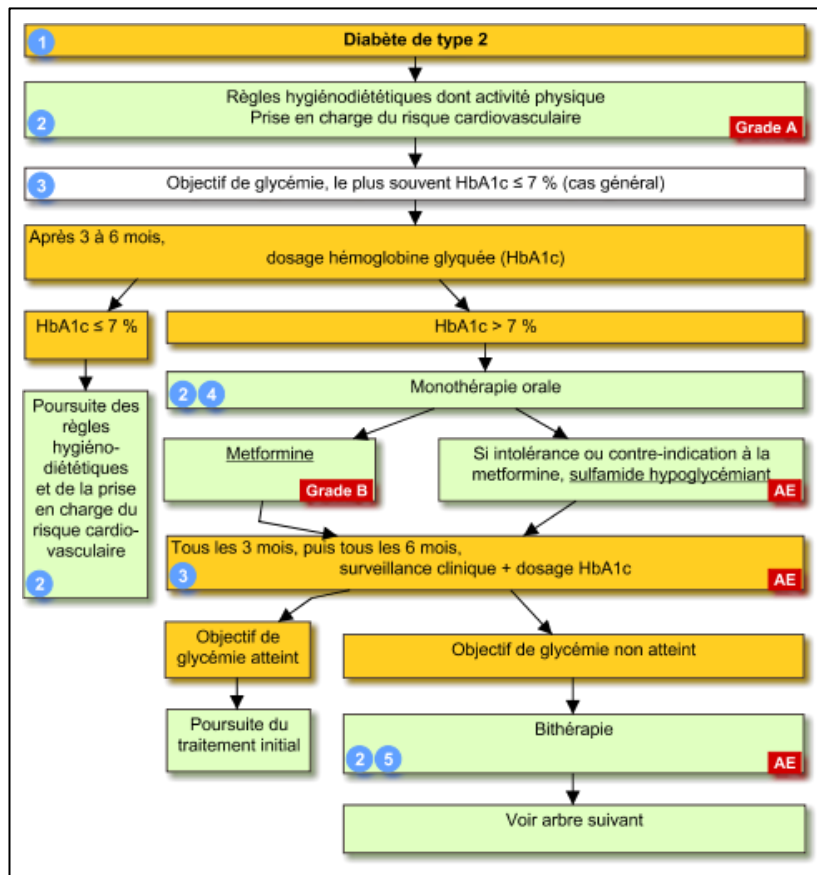 1
Diabète de type 2
Règles hygiénodiététiques dont activité physique
Prise en charge du risque cardiovasculaire
2
Grade A
3
Objectif de glycémie, le plus souvent HbA1c ≤ 7 % (cas général)
Après 3 à 6 mois,
dosage hémoglobine glyquée (HbA1c)
HbA1c ≤ 7 %
HbA1c > 7 %
Poursuite des
règles
hygiéno-
diététiques
et de la prise
en charge du
risque cardio-
vasculaire
2
2 4
Monothérapie orale
Metformine
Grade B
Si intolérance ou contre-indication à la
metformine, sulfamide hypoglycémiant
AE
Tous les 3 mois, puis tous les 6 mois,
surveillance clinique + dosage HbA1c
3
AE
Objectif de
glycémie atteint
Objectif de glycémie non atteint
Poursuite du
traitement initial
Bithérapie
2 5
AE
Voir arbre suivant